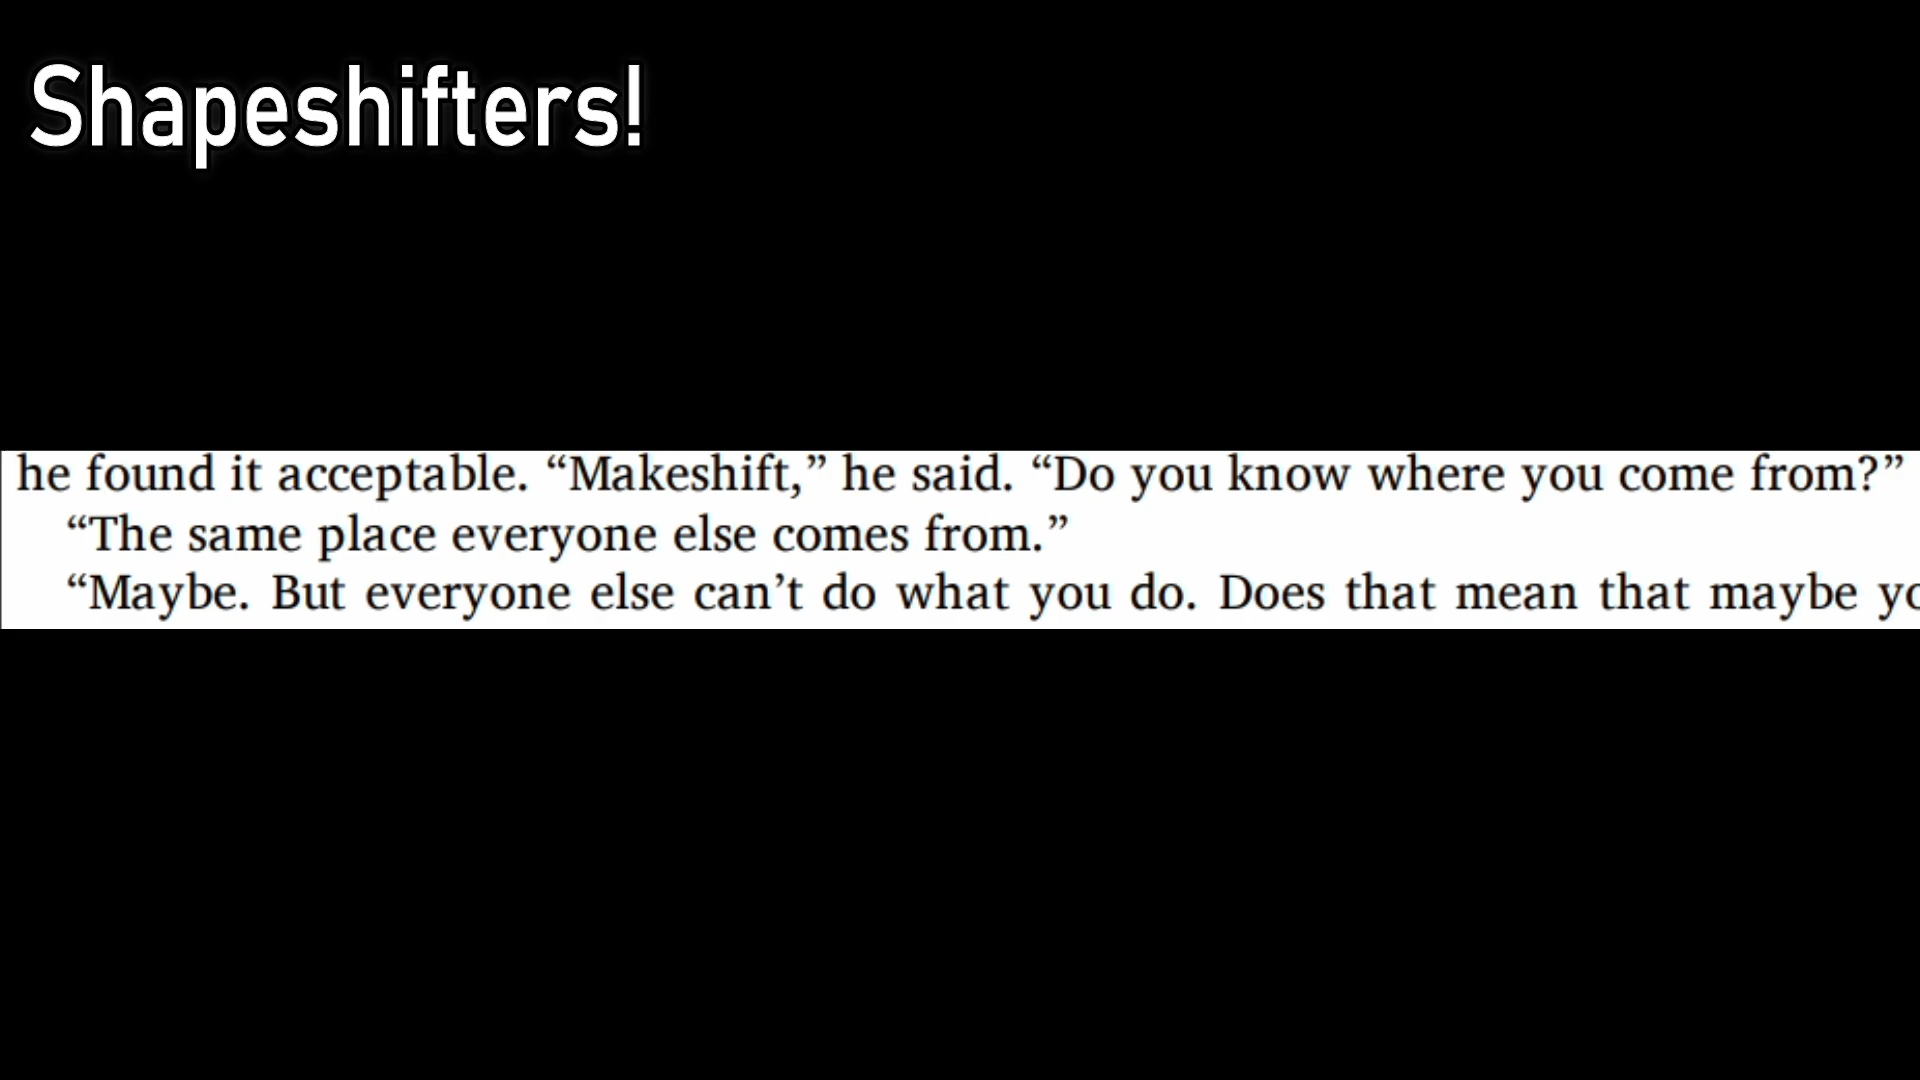 Shapeshifters!
he found it acceptable. “Makeshift,” he said. “Do you know where you come from?”
“The same place everyone else comes from.”
“Maybe. But everyone else can’t do what you do. Does that mean that maybe